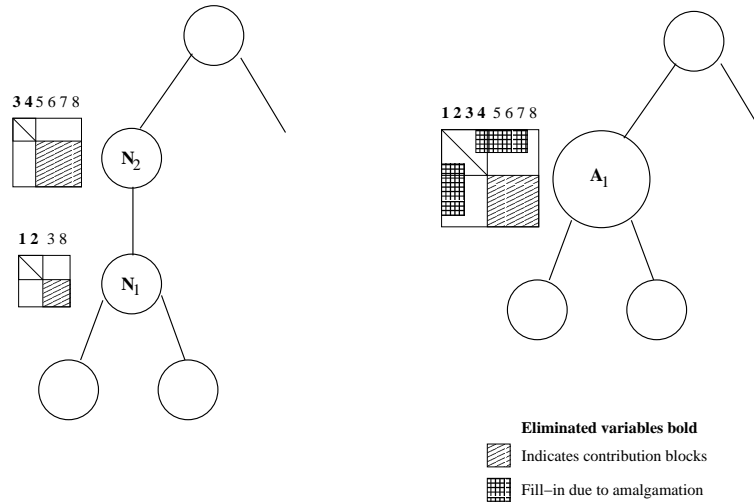 3 4 5 6 7 8
N2
1 2 3 8
N1
1 2 3 4 5 6 7 8
A1
Eliminated variables bold
Indicates contribution blocks
Fill−in due to amalgamation